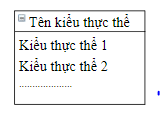 Tên kiểu thực thể
Kiểu thực thể 1
Kiểu thực thể 2
....................